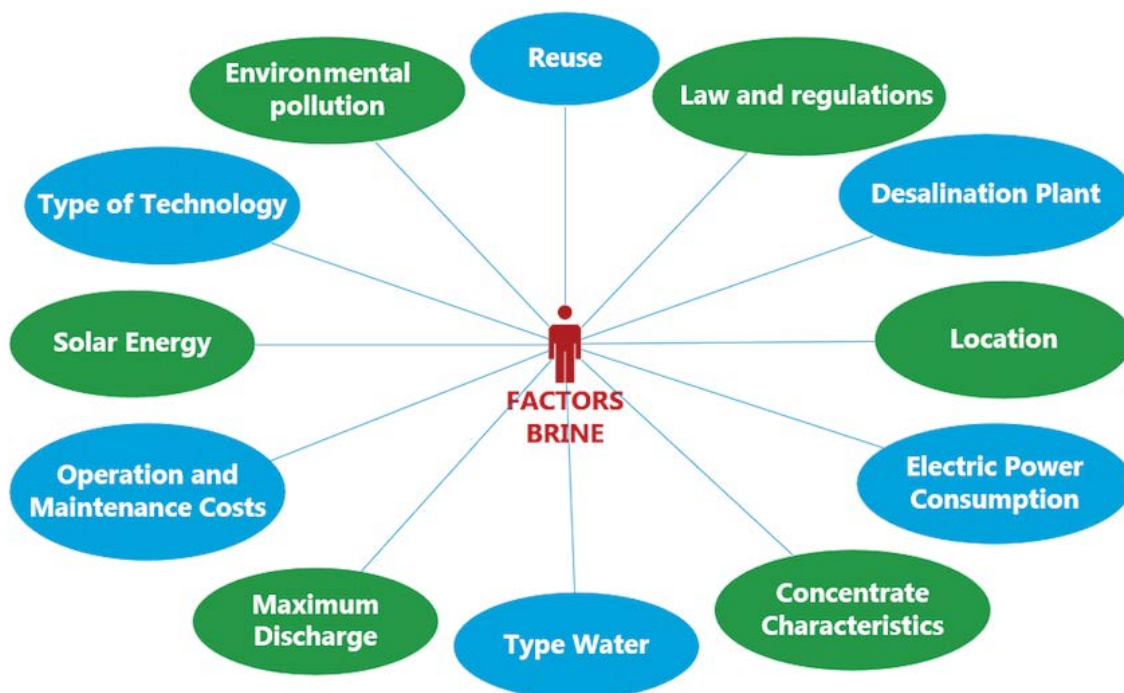 Reuse
Environmental
pollution
Law and regulations
Type of Technology
Desalination Plant
Solar Energy
Location
FACTORS
BRINE
Operation and
Maintenance Costs
Electric Power
Consumption
Maximum
Discharge
Type Water
Concentrate
Characteristics